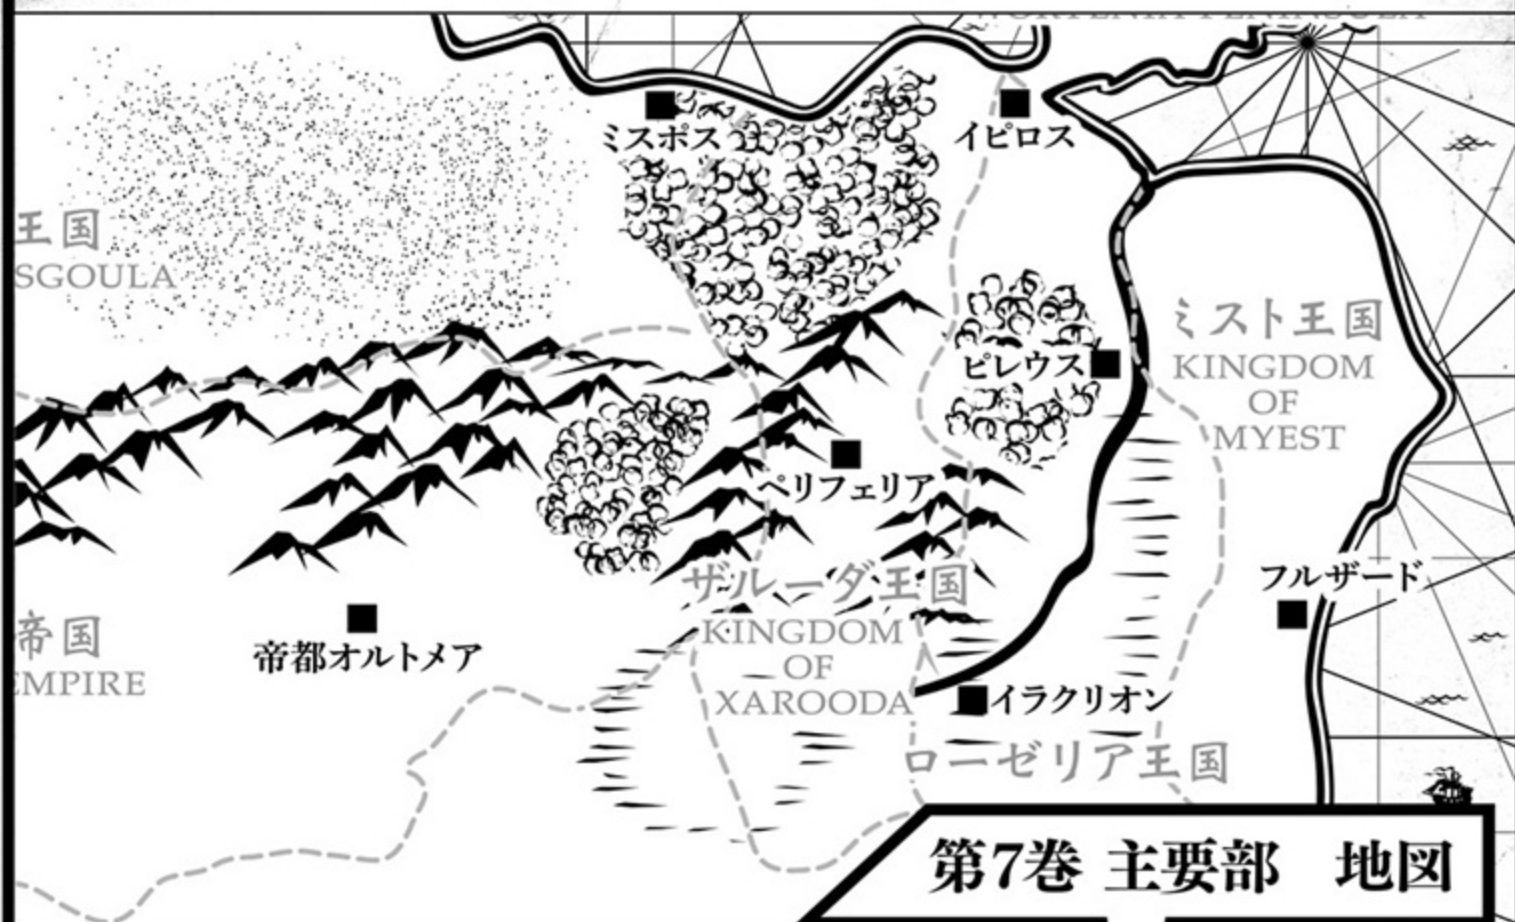 WORTENIA PENINSULA
ミスポス
イピロス
王国
SGOULA
ミスト王国
KINGDOM
OF
MYEST
ピレウス
ペリフェリア
フルザード
ザルーダ王国
KINGDOM
OF
XAROODA
帝国
EMPIRE
帝都オルトメア
イラクリオン
ローゼリア王国
第7巻 主要部 地図